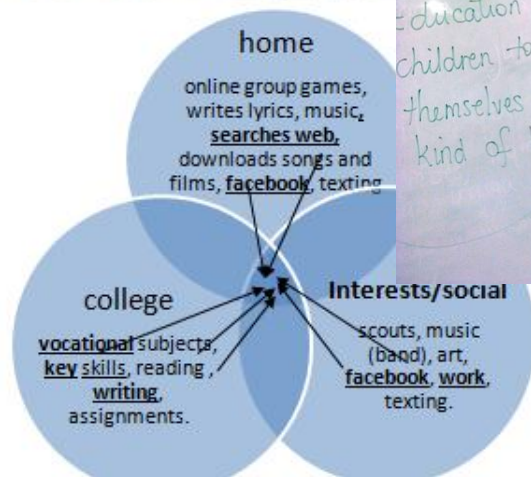 home
online group games,
writes lyrics, music,
searches web,
downloads songs and
films, facebook, texting
ducation
children to
themselves
kind of
college
vocational subjects,
key skills, reading ,
writing,
assignments.
Interests/social
scouts, music
(band), art,
facebook, work,
texting.